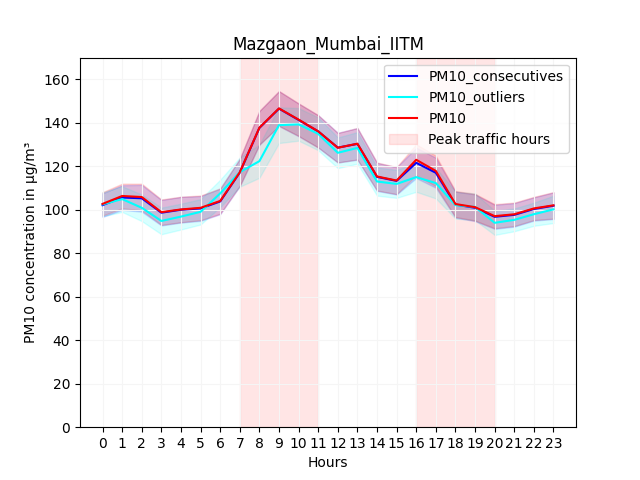 Mazgaon_Mumbai_IITM
PM10 concentration in µg/m³
160
140
120
100
80
60
40
20
0
PM10_consecutives
PM10_outliers
PM10
Peak traffic hours
0 1 2 3 4 5 6 7 8 9 10 11 12 13 14 15 16 17 18 19 20 21 22 23
Hours